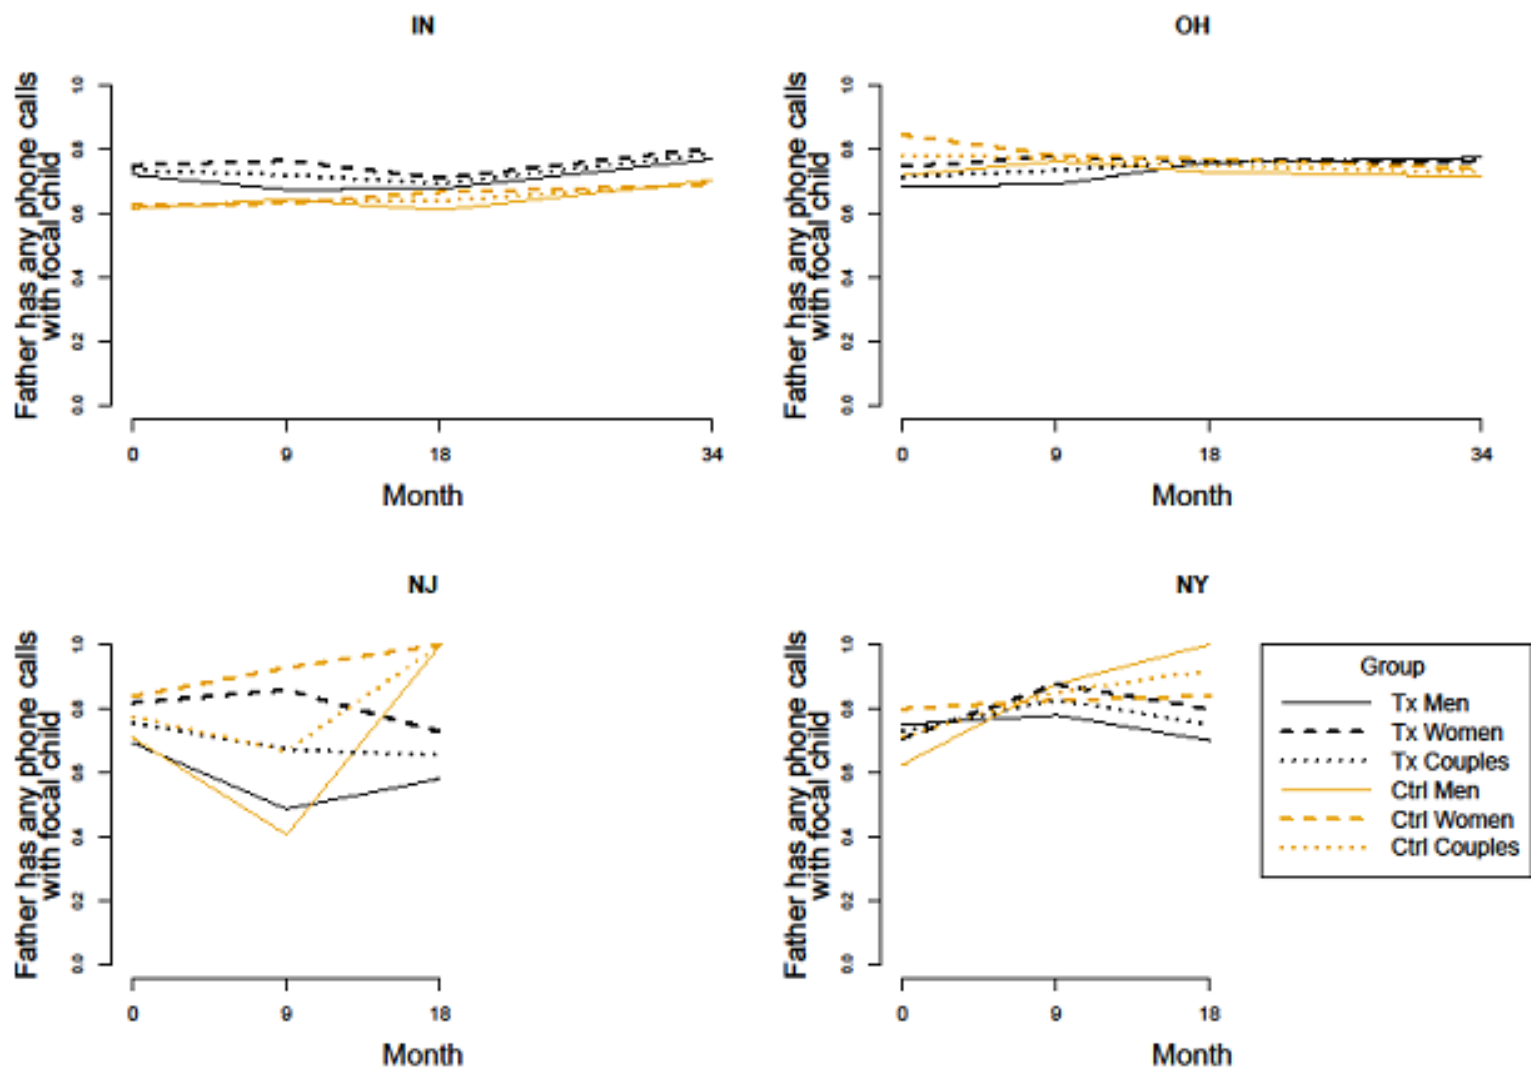 IN
Father has any phone calls
with focal child
1.0
0.8
0.6
0.4
0.2
0.0
0 9 18 34
Month
OH
Father has any phone calls
with focal child
1.0
0.8
0.6
0.4
0.2
0.0
0 9 18 34
Month
NJ
Father has any phone calls
with focal child
1.0
0.8
0.6
0.4
0.2
0.0
0 9 18
Month
NY
Father has any phone calls
with focal child
1.0
0.8
0.6
0.4
0.2
0.0
0 9 18
Month
Group
Tx Men
Tx Women
Tx Couples
Ctrl Men
Ctrl Women
Ctrl Couples